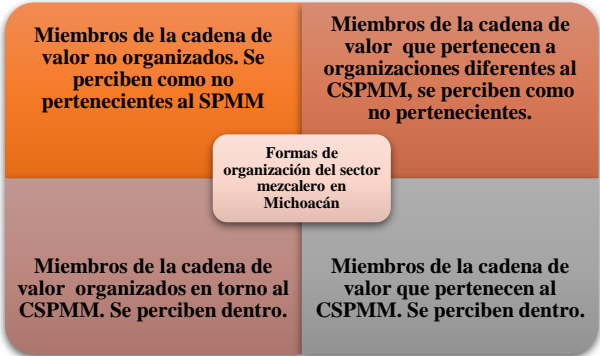 Miembros de la cadena de
valor no organizados. Se
perciben como no
pertenecientes al SPMM
Miembros de la cadena de
valor que pertenecen a
organizaciones diferentes al
CSPMM, se perciben como
no pertenecientes.
Formas de
organización del sector
mezcalero en
Michoacán
Miembros de la cadena de
valor organizados en torno al
CSPMM. Se perciben dentro.
Miembros de la cadena de
valor que pertenecen al
CSPMM. Se perciben dentro.